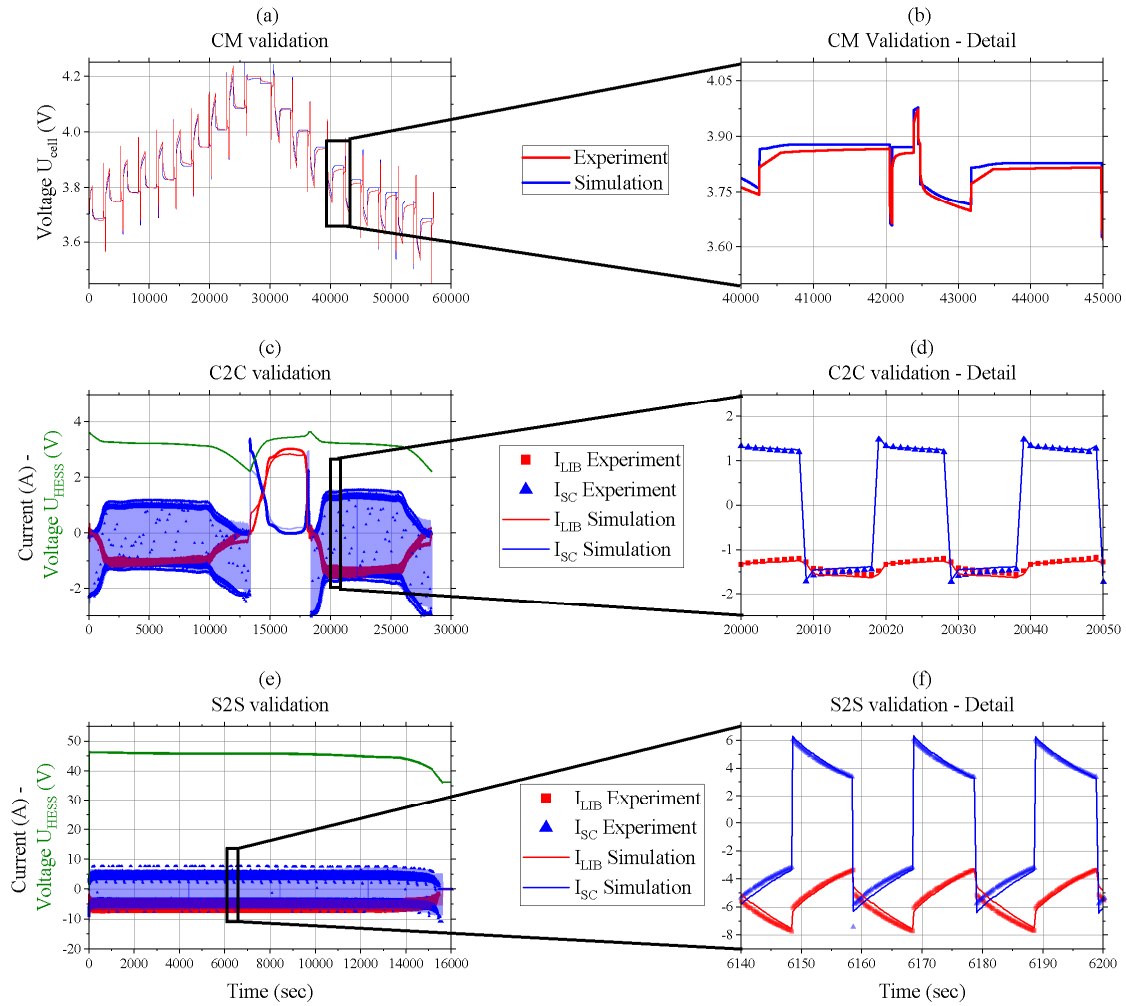 (a)
CM validation
4.2
4.0
3.8
3.6
Voltage U_cell (V)
0 10000 20000 30000 40000 50000 60000
(b)
CM Validation - Detail
4.05
3.90
3.75
3.60
40000 41000 42000 43000 44000 45000
Experiment
Simulation
(c)
C2C validation
4
2
0
-2
Current (A) -
Voltage U_HESS (V)
0 5000 10000 15000 20000 25000 30000
I_LIB Experiment
I_SC Experiment
I_LIB Simulation
I_SC Simulation
(d)
C2C validation - Detail
2
1
0
-1
-2
20000 20010 20020 20030 20040 20050
(e)
S2S validation
50
40
30
20
10
0
-10
-20
Current (A) -
Voltage U_HESS (V)
0 2000 4000 6000 8000 10000 12000 14000 16000
Time (sec)
I_LIB Experiment
I_SC Experiment
I_LIB Simulation
I_SC Simulation
(f)
S2S validation - Detail
6
4
2
0
-2
-4
-6
-8
6140 6150 6160 6170 6180 6190 6200
Time (sec)